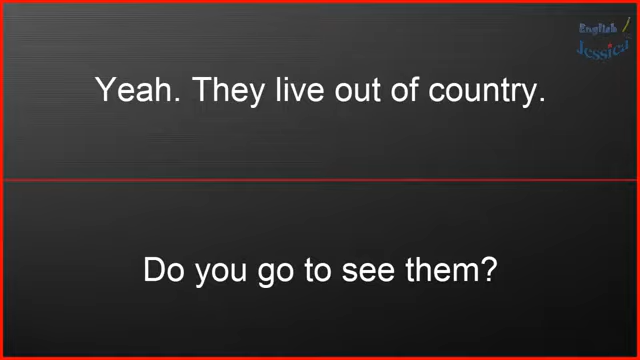 English
Jessica
Yeah. They live out of country.
Do you go to see them?